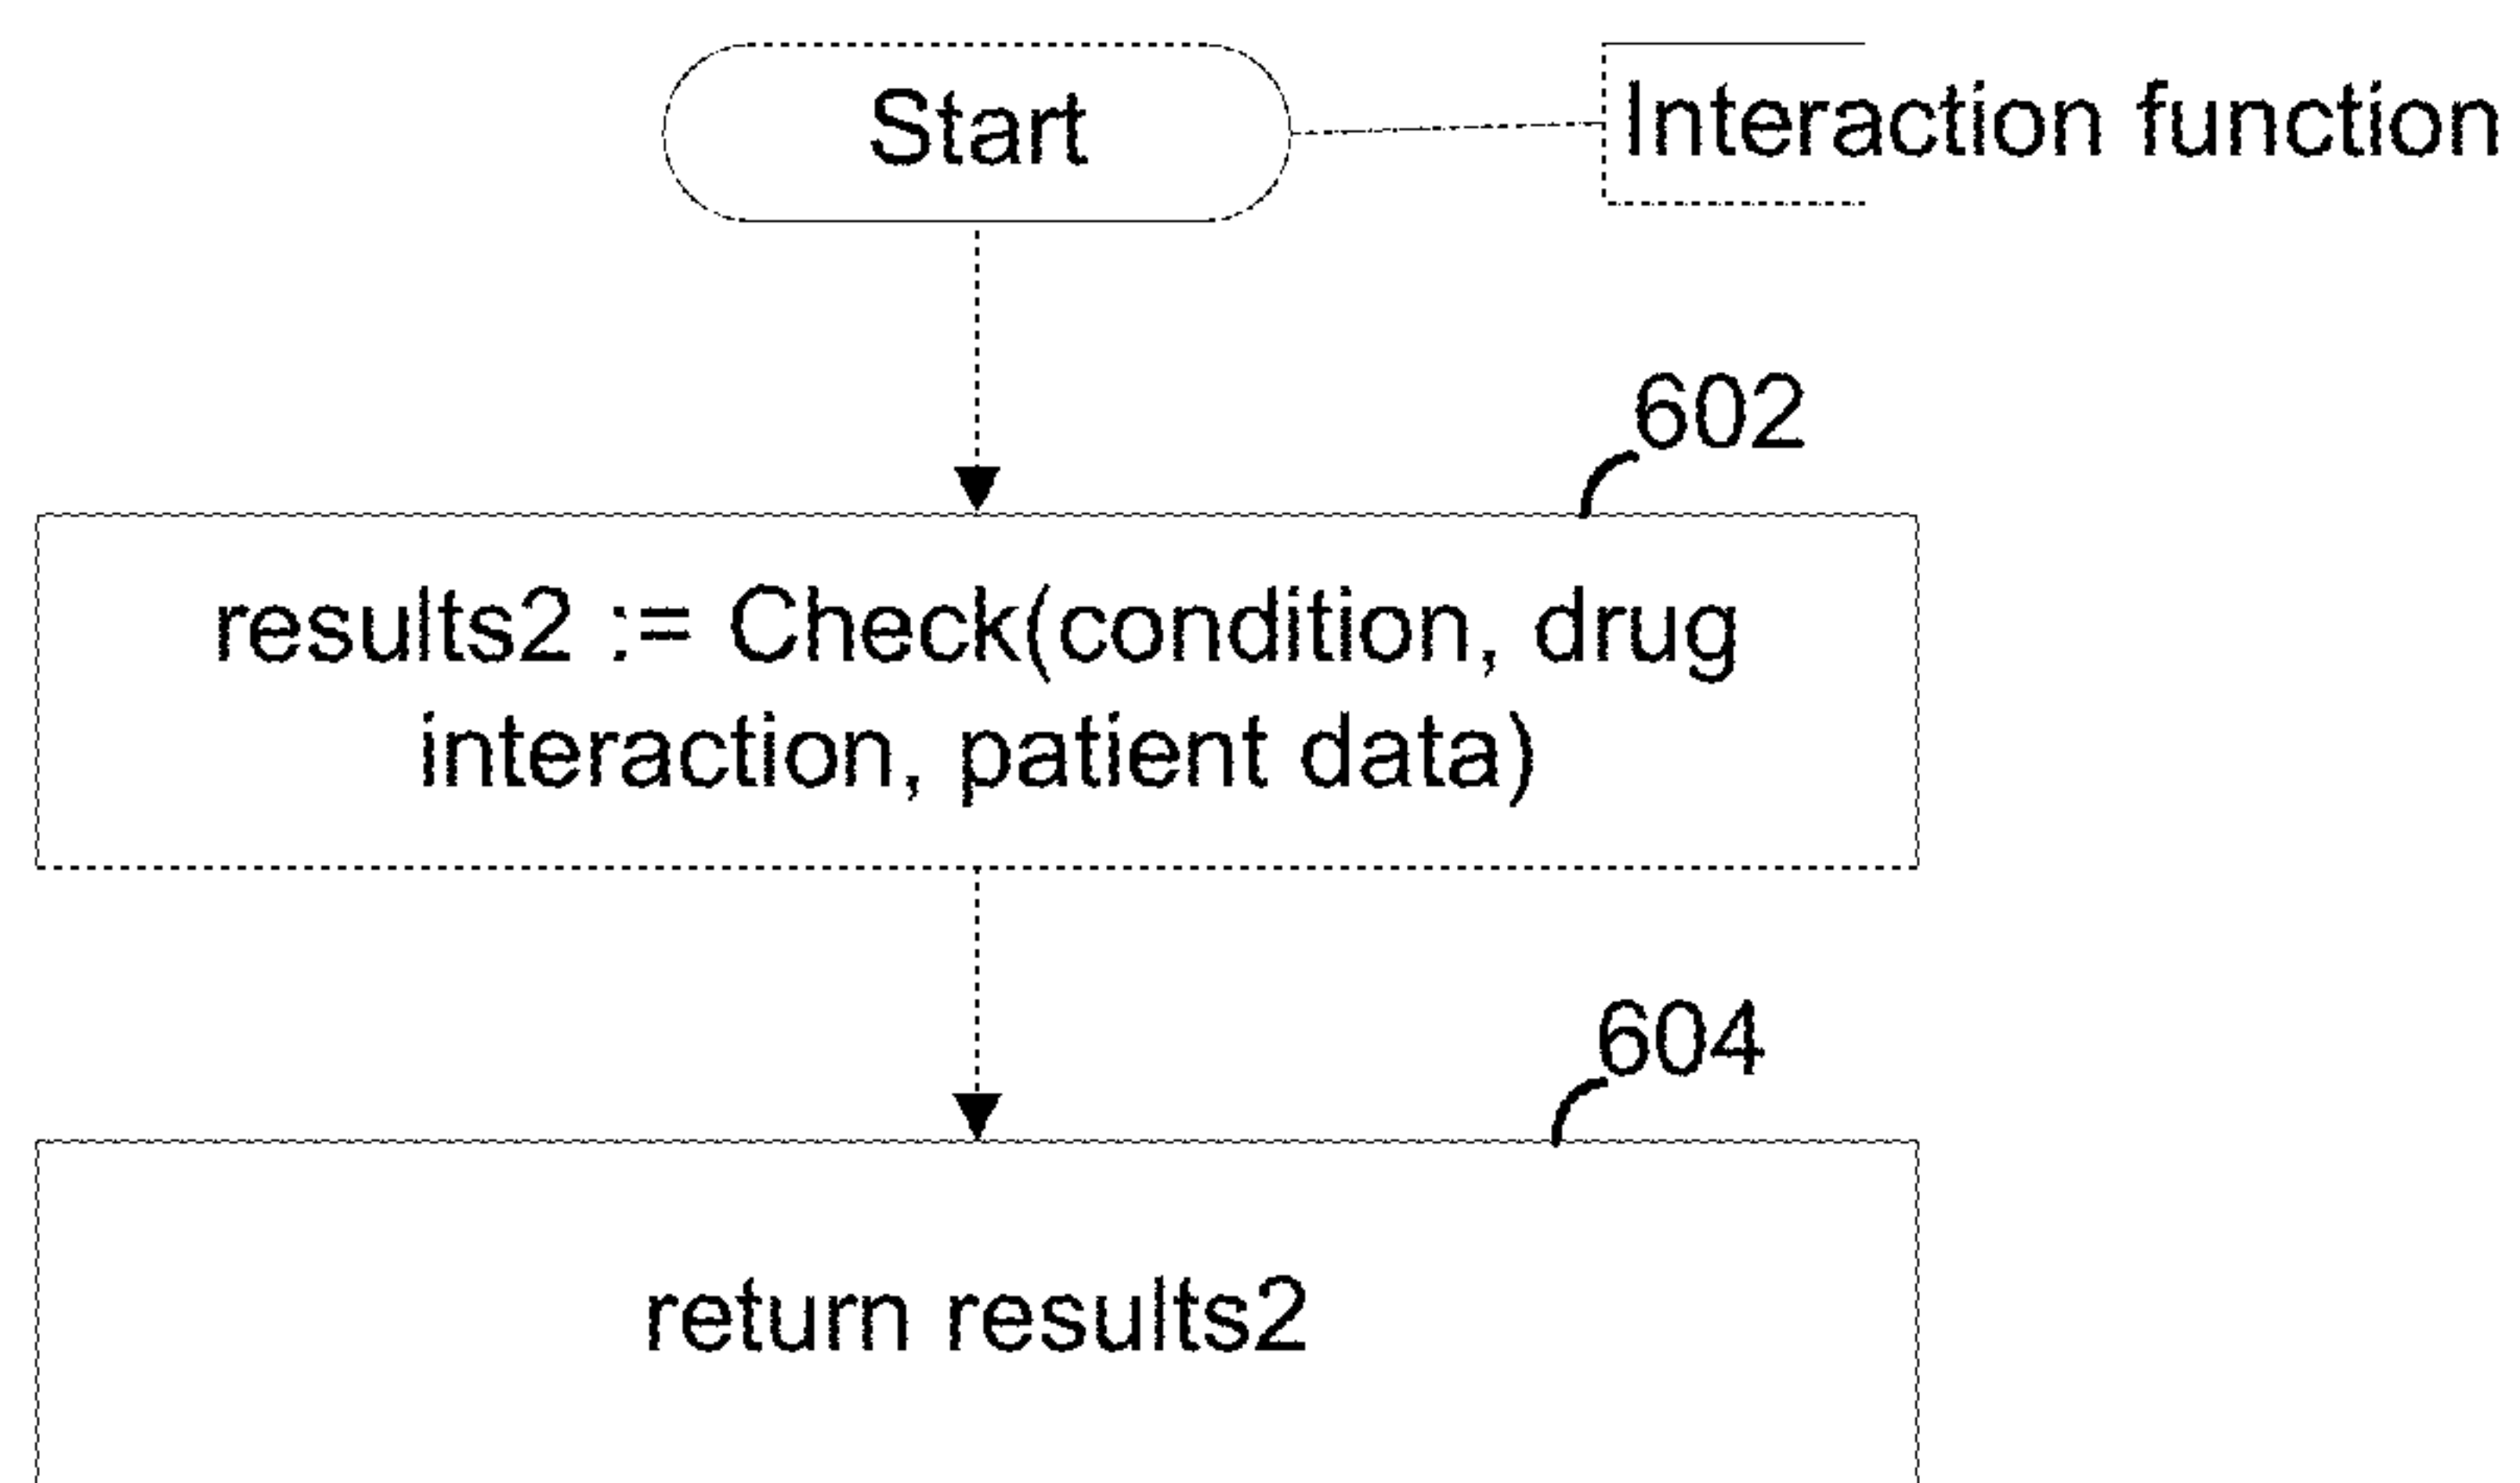 Start
Interaction function
602
results2 := Check(condition, drug
interaction, patient data)
604
return results2